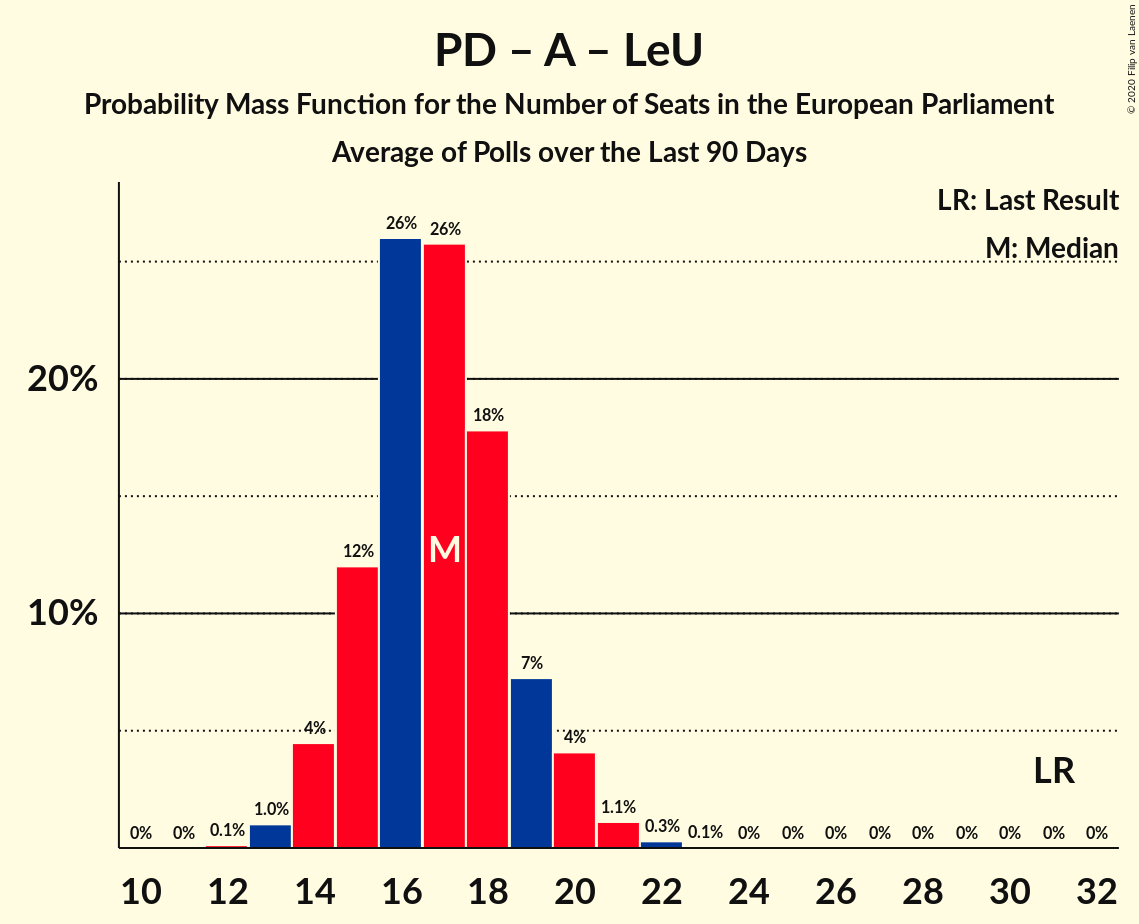 PD – A – LeU
Probability Mass Function for the Number of Seats in the European Parliament
Average of Polls over the Last 90 Days
© 2020 Filip van Laenen
LR: Last Result
M: Median
26%
26%
20%
18%
M
12%
10%
7%
4%
4%
LR
1.0%
1.1%
0%
0%
0.1%
0.3%
0.1%
0%
0%
0%
0%
0%
0%
0%
0%
0%
10 12 14 16 18 20 22 24 26 28 30 32